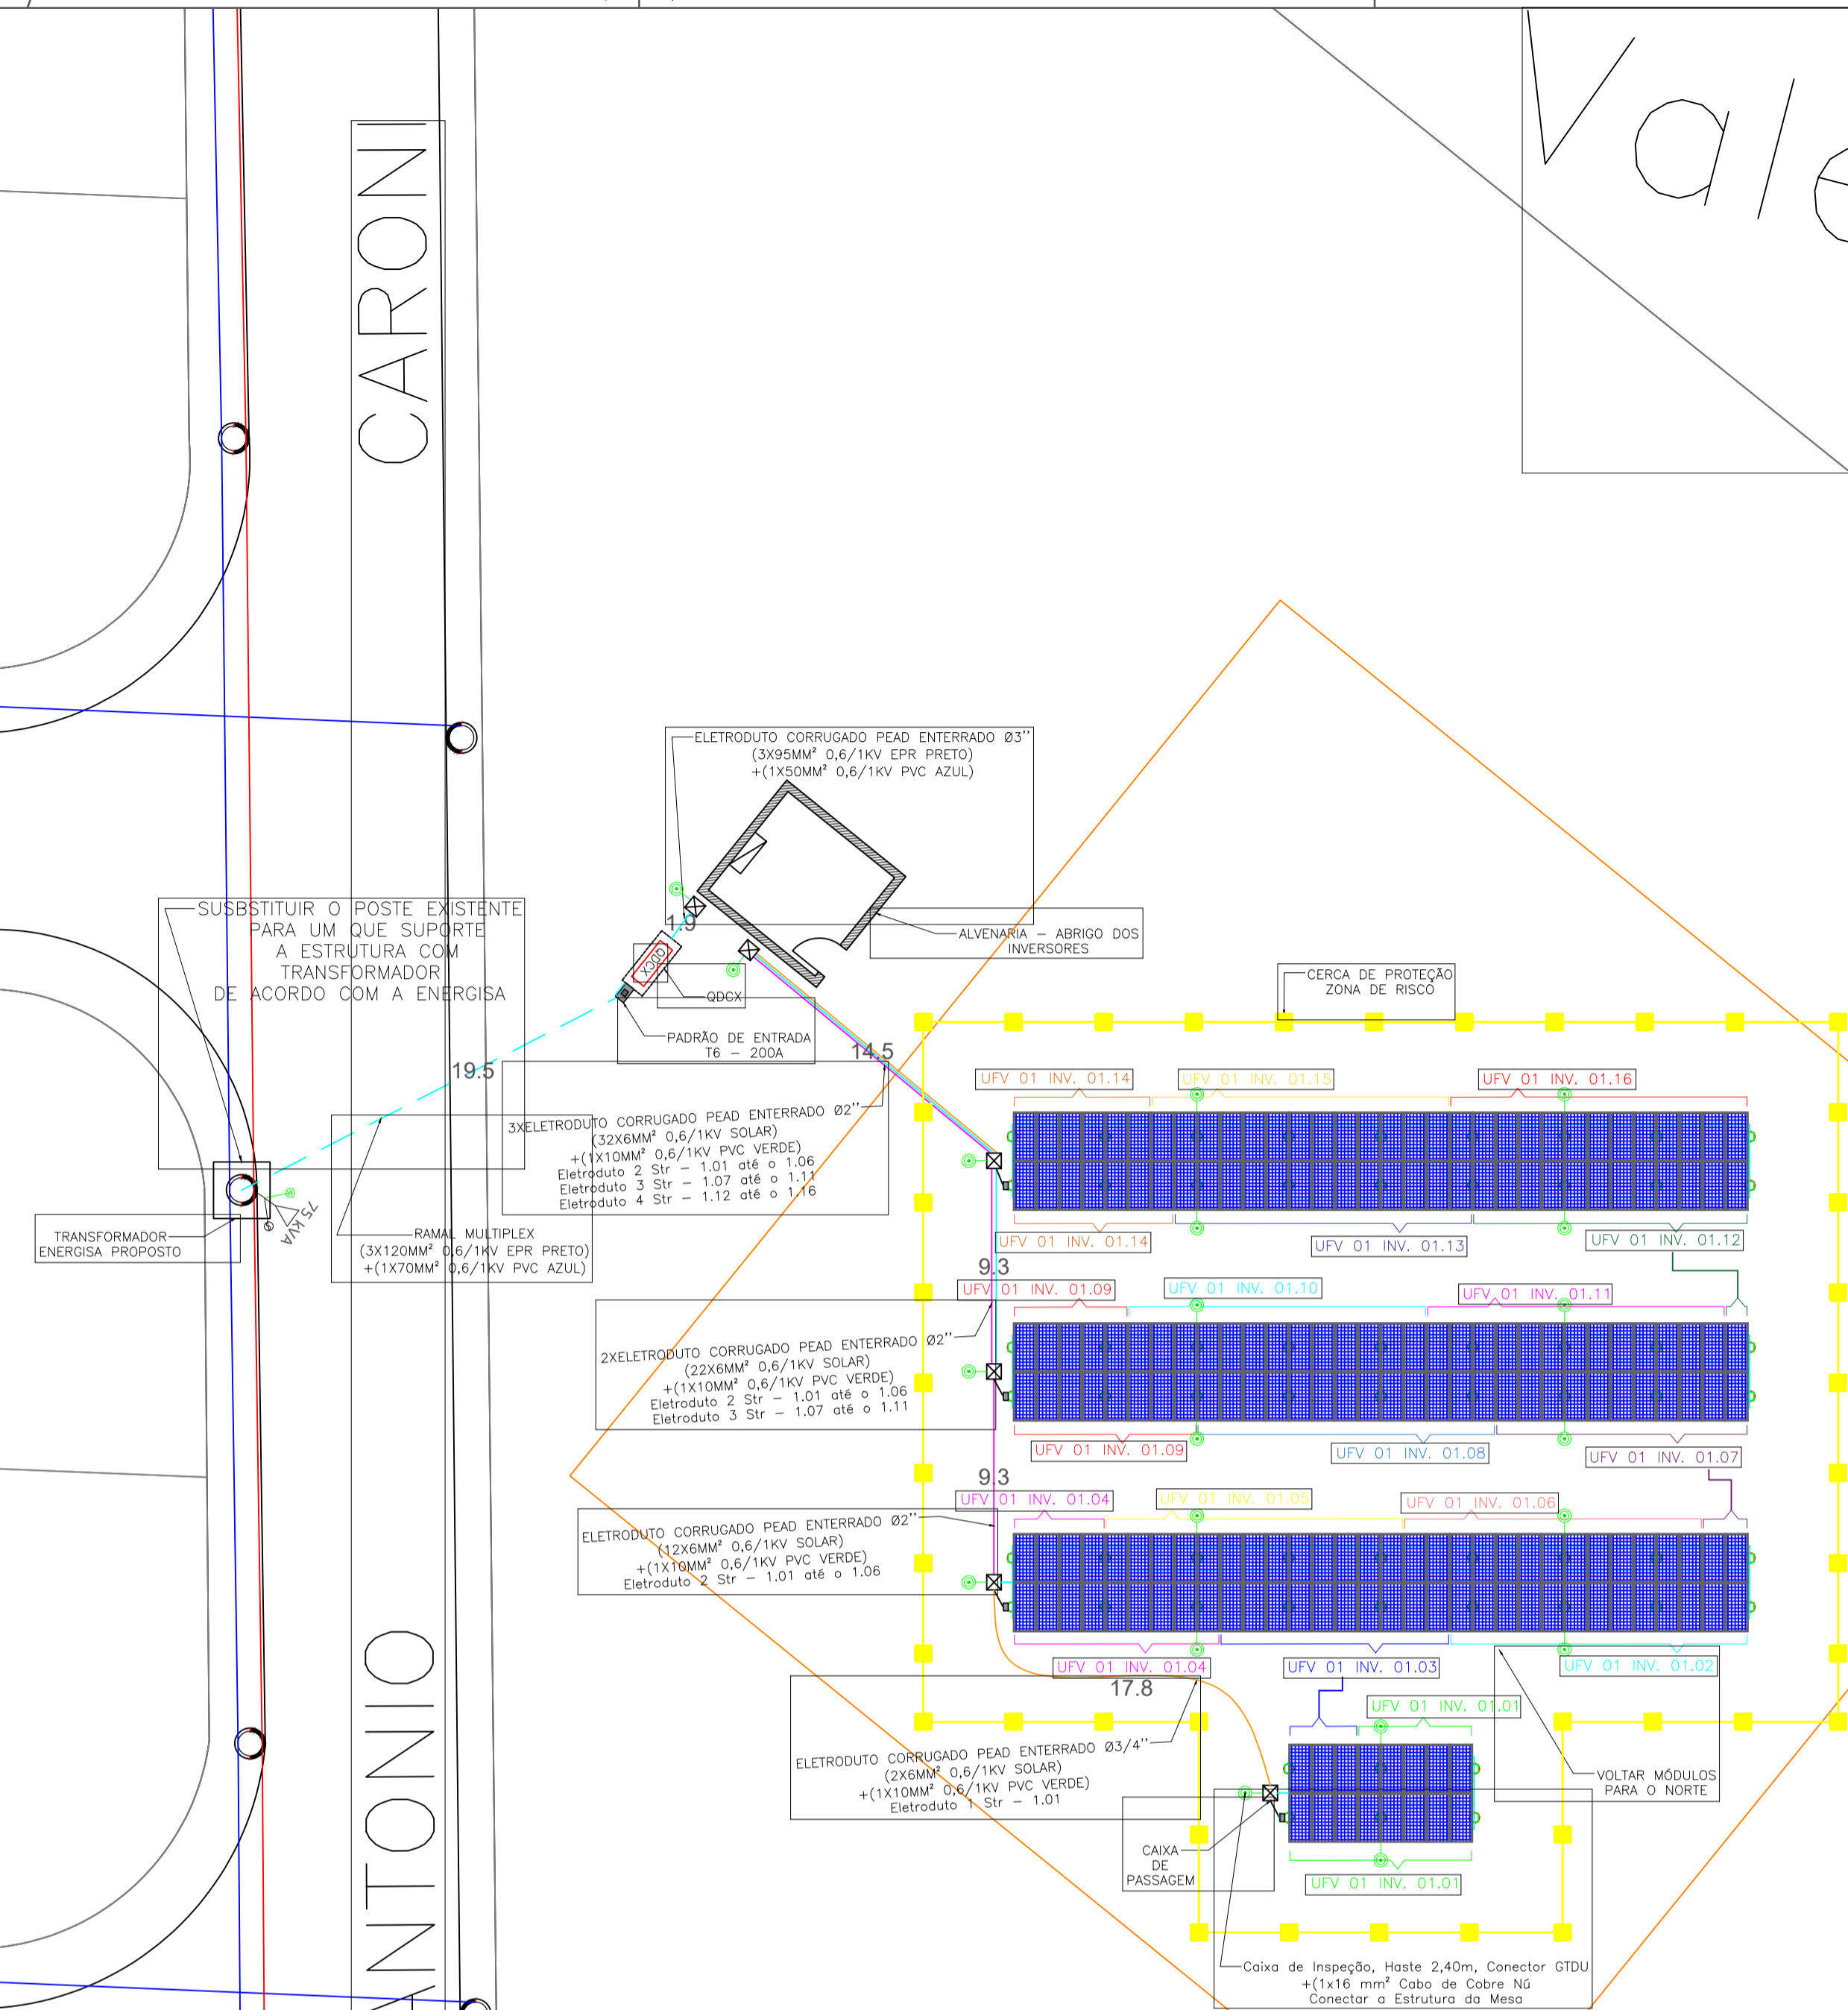 Vale
CARONI
ANTONIO
ELETRODUTO CORRUGADO PEAD ENTERRADO Ø3''
(3X95MM² 0,6/1KV EPR PRETO)
+(1X50MM² 0,6/1KV PVC AZUL)
SUSBSTITUIR O POSTE EXISTENTE
PARA UM QUE SUPORTE
A ESTRUTURA COM
TRANSFORMADOR
DE ACORDO COM A ENERGISA
1.9
ALVENARIA – ABRIGO DOS
INVERSORES
QDCX
QDCX
CERCA DE PROTEÇÃO
ZONA DE RISCO
PADRÃO DE ENTRADA
T6 – 200A
14.5
19.5
3XELETRODUTO CORRUGADO PEAD ENTERRADO Ø2''
(32X6MM² 0,6/1KV SOLAR)
+(1X10MM² 0,6/1KV PVC VERDE)
Eletroduto 2 Str – 1.01 até o 1.06
Eletroduto 3 Str – 1.07 até o 1.11
Eletroduto 4 Str – 1.12 até o 1.16
UFV 01 INV. 01.14
UFV 01 INV. 01.15
UFV 01 INV. 01.16
75 kVA
TRANSFORMADOR
ENERGISA PROPOSTO
RAMAL MULTIPLEX
(3X120MM² 0,6/1KV EPR PRETO)
+(1X70MM² 0,6/1KV PVC AZUL)
UFV 01 INV. 01.14
UFV 01 INV. 01.13
UFV 01 INV. 01.12
9.3
UFV 01 INV. 01.09
UFV 01 INV. 01.10
UFV 01 INV. 01.11
2XELETRODUTO CORRUGADO PEAD ENTERRADO Ø2''
(22X6MM² 0,6/1KV SOLAR)
+(1X10MM² 0,6/1KV PVC VERDE)
Eletroduto 2 Str – 1.01 até o 1.06
Eletroduto 3 Str – 1.07 até o 1.11
UFV 01 INV. 01.09
UFV 01 INV. 01.08
UFV 01 INV. 01.07
9.3
UFV 01 INV. 01.04
UFV 01 INV. 01.05
UFV 01 INV. 01.06
ELETRODUTO CORRUGADO PEAD ENTERRADO Ø2''
(12X6MM² 0,6/1KV SOLAR)
+(1X10MM² 0,6/1KV PVC VERDE)
Eletroduto 2 Str – 1.01 até o 1.06
UFV 01 INV. 01.04
UFV 01 INV. 01.03
UFV 01 INV. 01.02
17.8
UFV 01 INV. 01.01
ELETRODUTO CORRUGADO PEAD ENTERRADO Ø3/4''
(2X6MM² 0,6/1KV SOLAR)
+(1X10MM² 0,6/1KV PVC VERDE)
Eletroduto 1 Str – 1.01
VOLTAR MÓDULOS
PARA O NORTE
CAIXA
DE
PASSAGEM
UFV 01 INV. 01.01
Caixa de Inspeção, Haste 2,40m, Conector GTDU
+(1x16 mm² Cabo de Cobre Nú
Conectar a Estrutura da Mesa